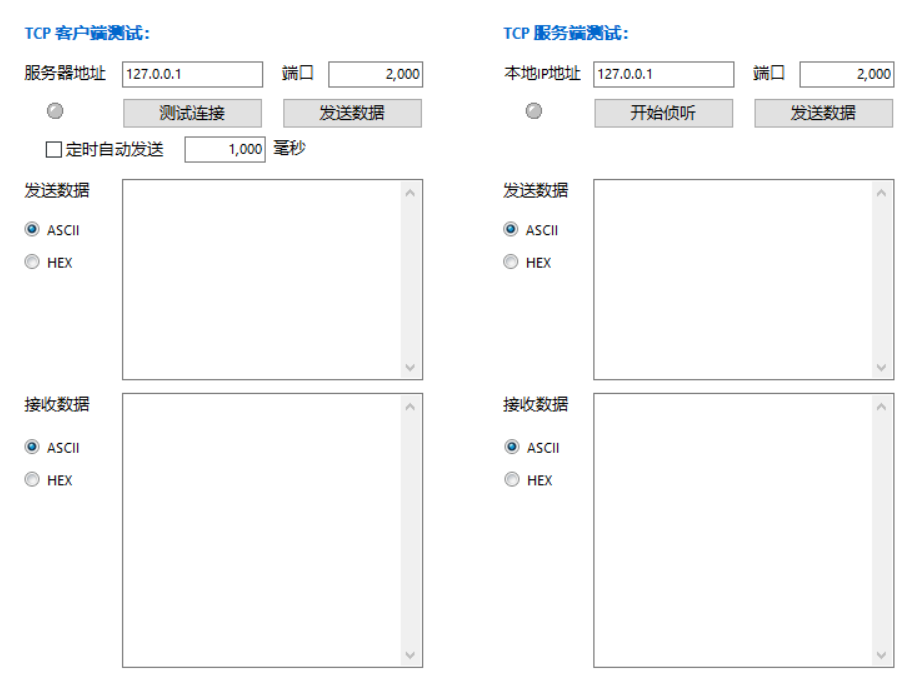 TCP 客户端测试: TCP 服务端测试:
服务器地址 127.0.0.1 端口 2,000 本地IP地址 127.0.0.1 端口 2,000
测试连接 发送数据 开始侦听 发送数据
定时自动发送 1,000 毫秒
发送数据 发送数据
ASCII ASCII
HEX HEX
接收数据 接收数据
ASCII ASCII
HEX HEX